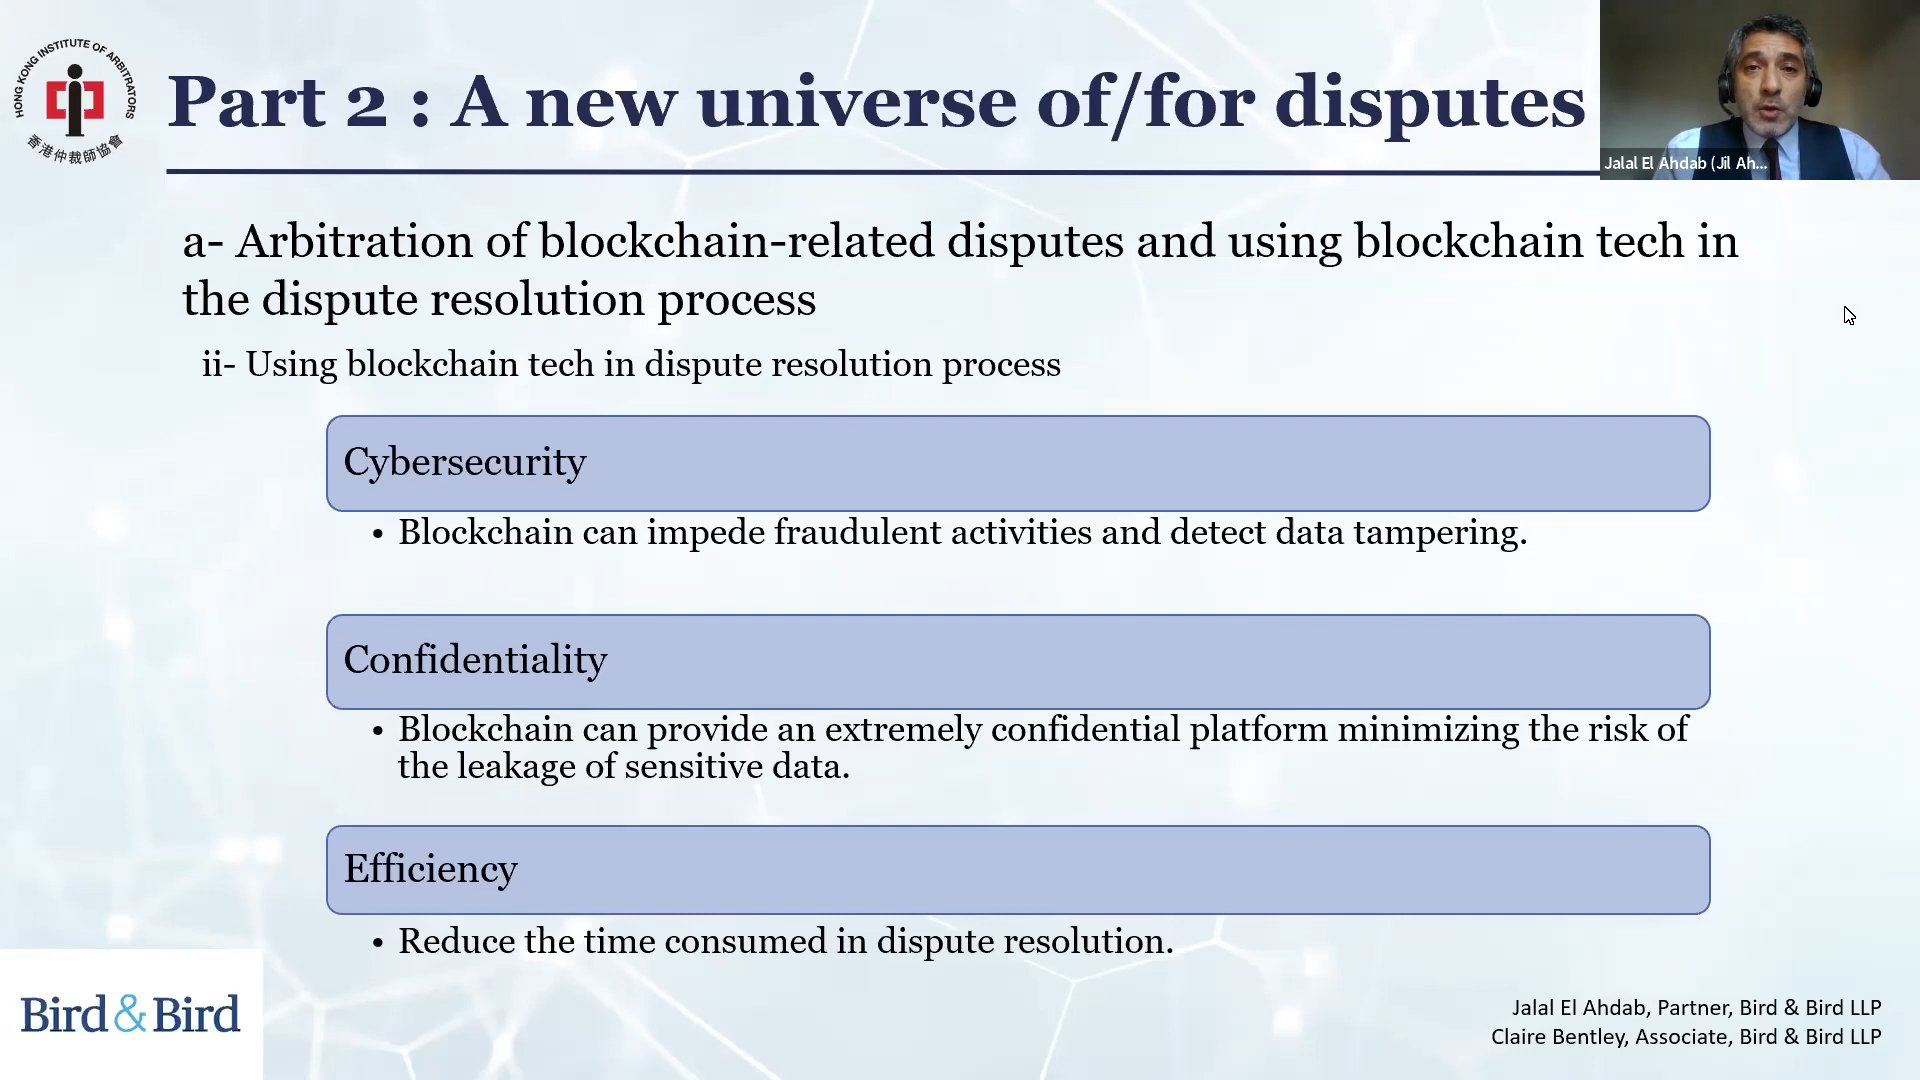 HONG KONG INSTITUTE OF ARBITRATORS
香港仲裁師協會
Part 2 : A new universe of/for disputes
Jalal El Ahdab (Jil Ah...
a- Arbitration of blockchain-related disputes and using blockchain tech in
the dispute resolution process
ii- Using blockchain tech in dispute resolution process
Cybersecurity
• Blockchain can impede fraudulent activities and detect data tampering.
Confidentiality
• Blockchain can provide an extremely confidential platform minimizing the risk of
the leakage of sensitive data.
Efficiency
• Reduce the time consumed in dispute resolution.
Bird&Bird
Jalal El Ahdab, Partner, Bird & Bird LLP
Claire Bentley, Associate, Bird & Bird LLP